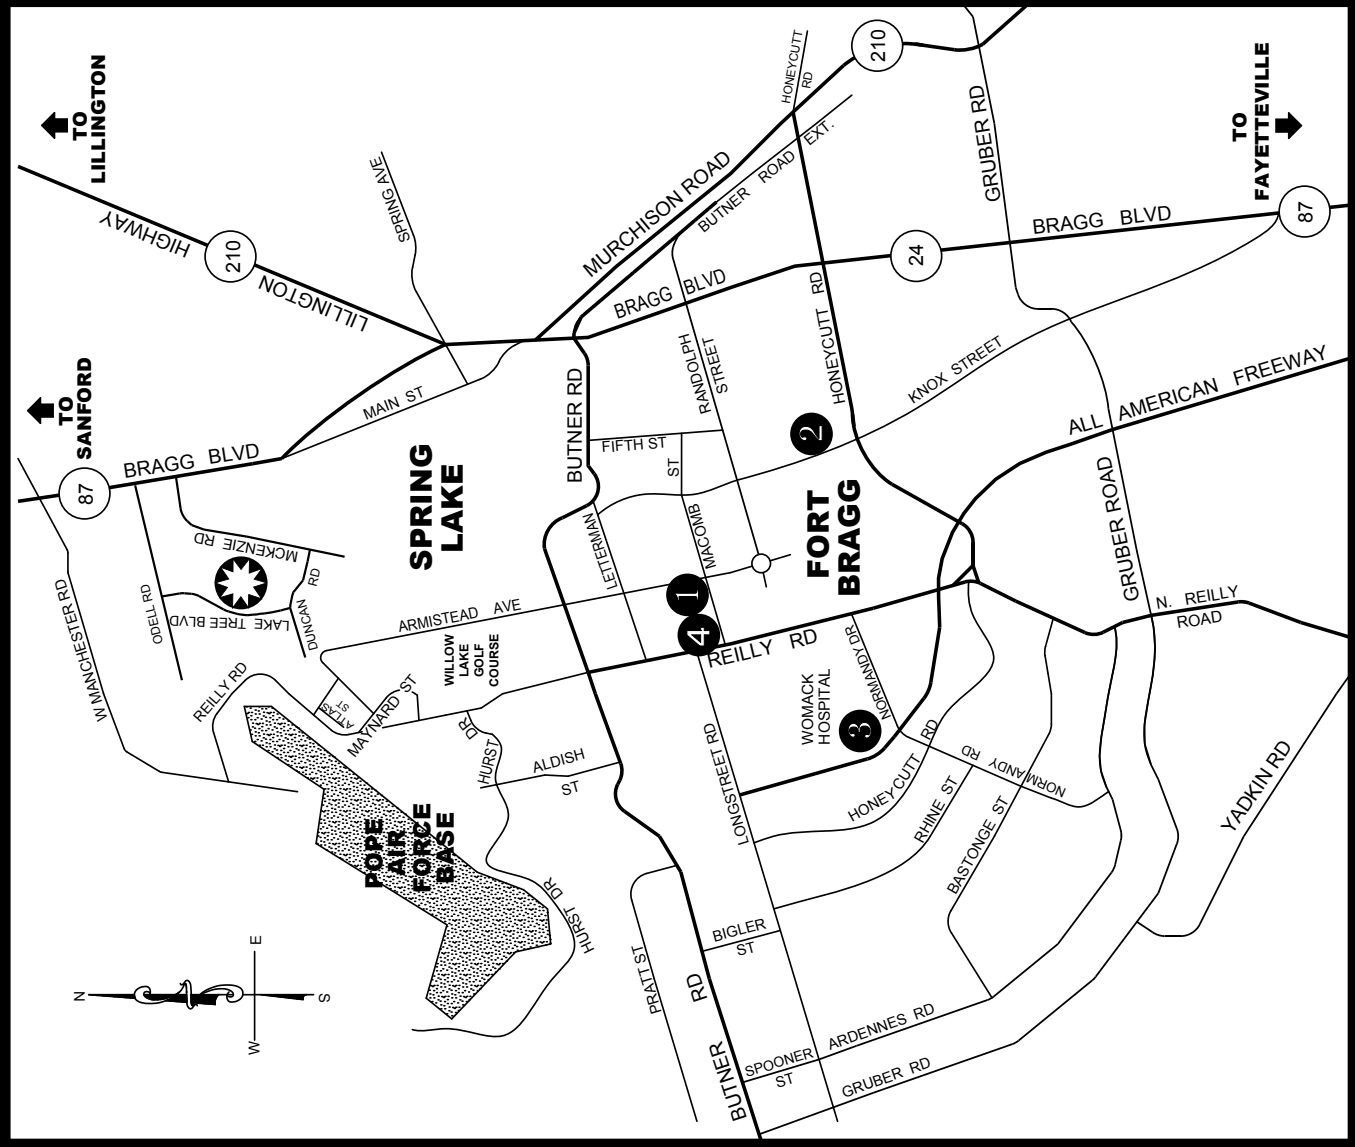 TO
LILLINGTON
HIGHWAY
210
LILLINGTON
SPRING AVE
TO
SANFORD
87
BRAGG BLVD
MAIN ST
MURCHISON ROAD
BUTNER ROAD EXT.
HONEYCUTT
RD
210
GRUBER RD
TO
FAYETTEVILLE
87
BRAGG BLVD
24
BRAGG BLVD
RANDOLPH
STREET
HONEYCUTT RD
KNOX STREET
ALL AMERICAN FREEWAY
BUTNER RD
FIFTH ST
ST
MACOMB
LETTERMAN
SPRING
LAKE
FORT
BRAGG
2
1
4
3
GRUBER ROAD
N. REILLY
ROAD
W MANCHESTER RD
ODELL RD
MCKENZIE RD
LAKE TREE BLVD
DUNCAN
RD
ARMISTEAD AVE
WILLOW
LAKE
GOLF
COURSE
REILLY RD
ATLAS
ST
MAYNARD ST
REILLY RD
NORMANDY DR
WOMACK
HOSPITAL
HURST
DR
ALDISH
ST
LONGSTREET RD
HONEYCUTT RD
NORMANDY RD
RHINE ST
BASTONGE ST
YADKIN RD
POPE
AIR
FORCE
BASE
HURST DR
PRATT ST
BIGLER
ST
BUTNER RD
SPOONER
ST
ARDENNES RD
GRUBER RD
N
E
S
W